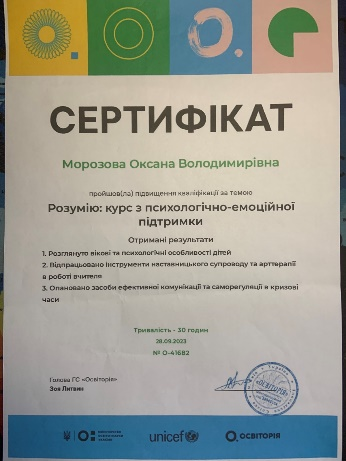 СЕРТИФІКАТ
Морозова Оксана Володимирівна
пройшов(ла) підвищення кваліфікації за темою
Розумію: курс з психологічно-емоційної
підтримки
Отримані результати
1. Розглянуто вікові та психологічні особливості дітей
2. Відпрацьовано інструменти наставницького супроводу та арттерапії
в роботі вчителя
3. Опановано засоби ефективної комунікації та саморегуляції в кризові
часи
Тривалість - 30 годин
28.09.2023
№ О-41682
Голова ГС «Освіторія»
Зоя Литвин
«ОСВІТОРІЯ»
unicef
ОСВІТОРІЯ